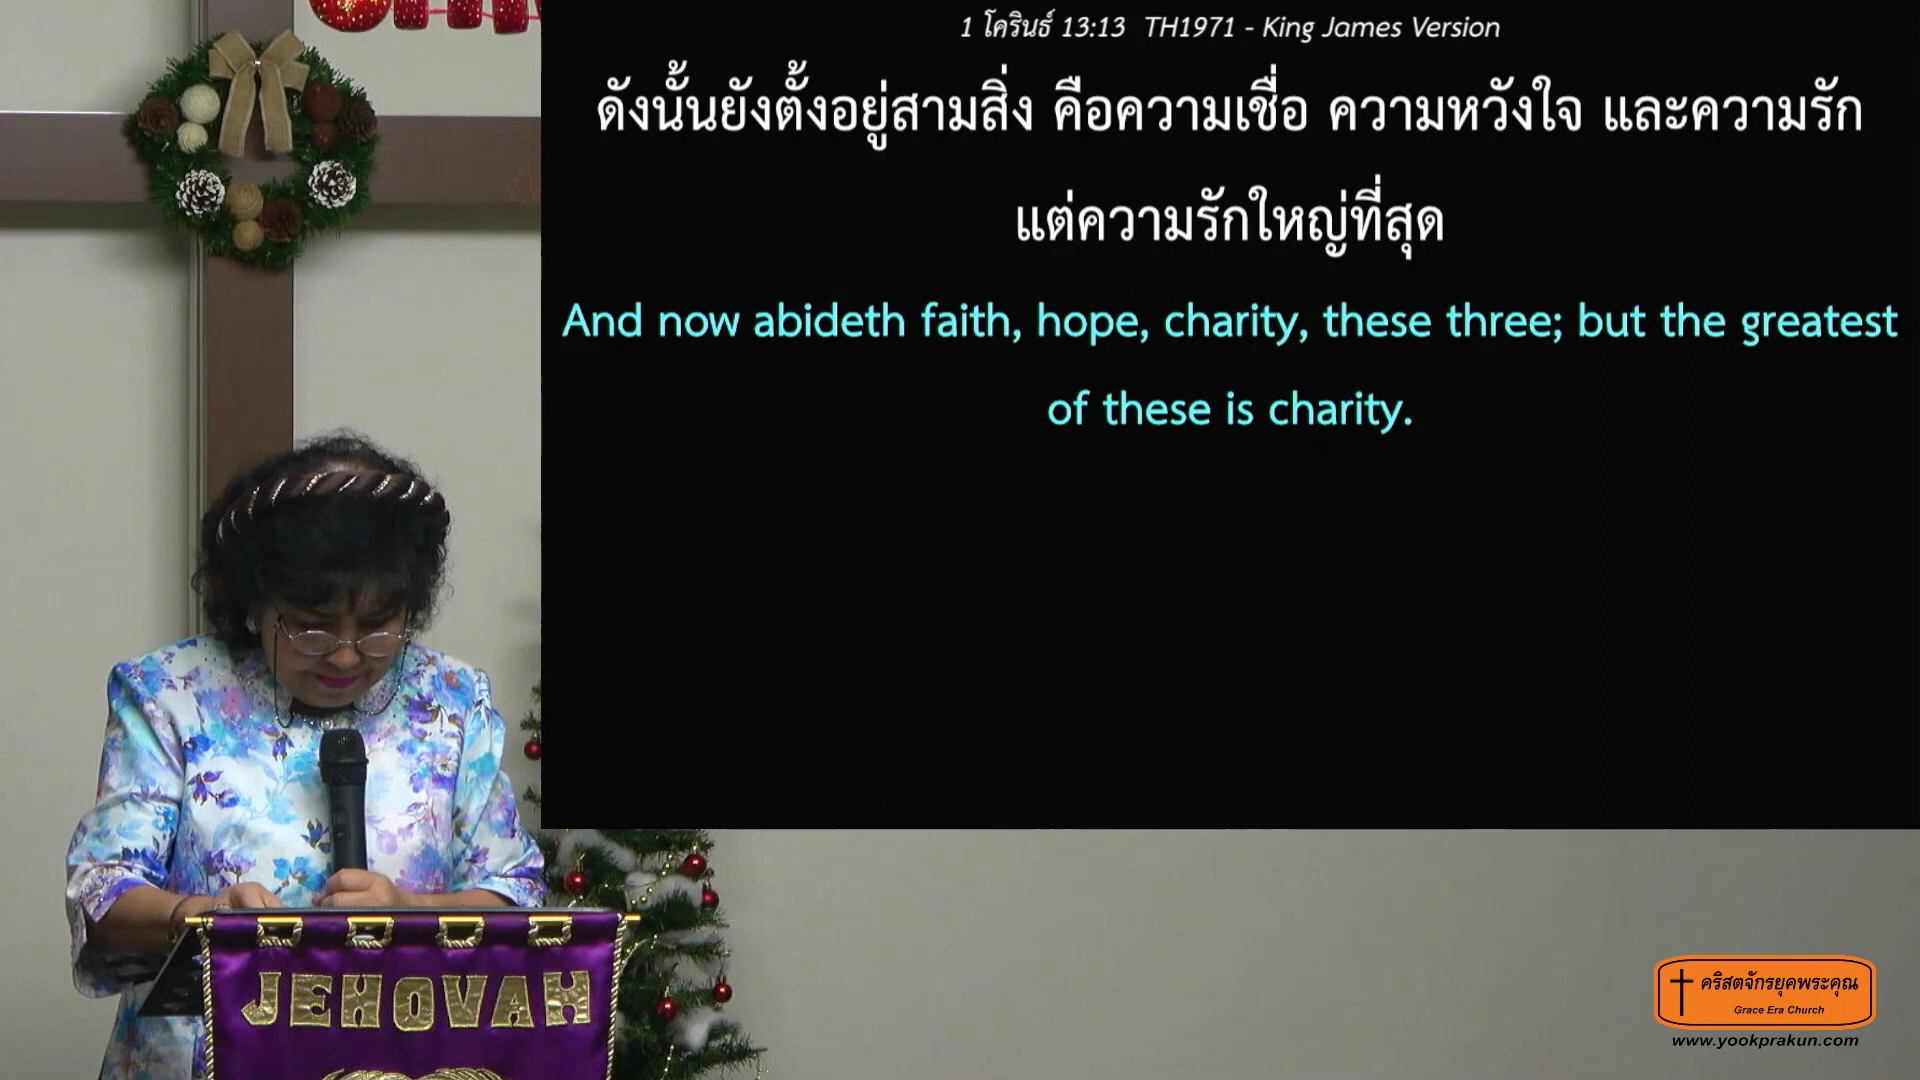 1 โครินธ์ 13:13 TH1971 - King James Version
ดังนั้นยังตั้งอยู่สามสิ่ง คือความเชื่อ ความหวังใจ และความรัก
แต่ความรักใหญ่ที่สุด
And now abideth faith, hope, charity, these three; but the greatest
of these is charity.
JEHOVAH
คริสตจักรยุคพระคุณ
Grace Era Church
www.yookprakun.com